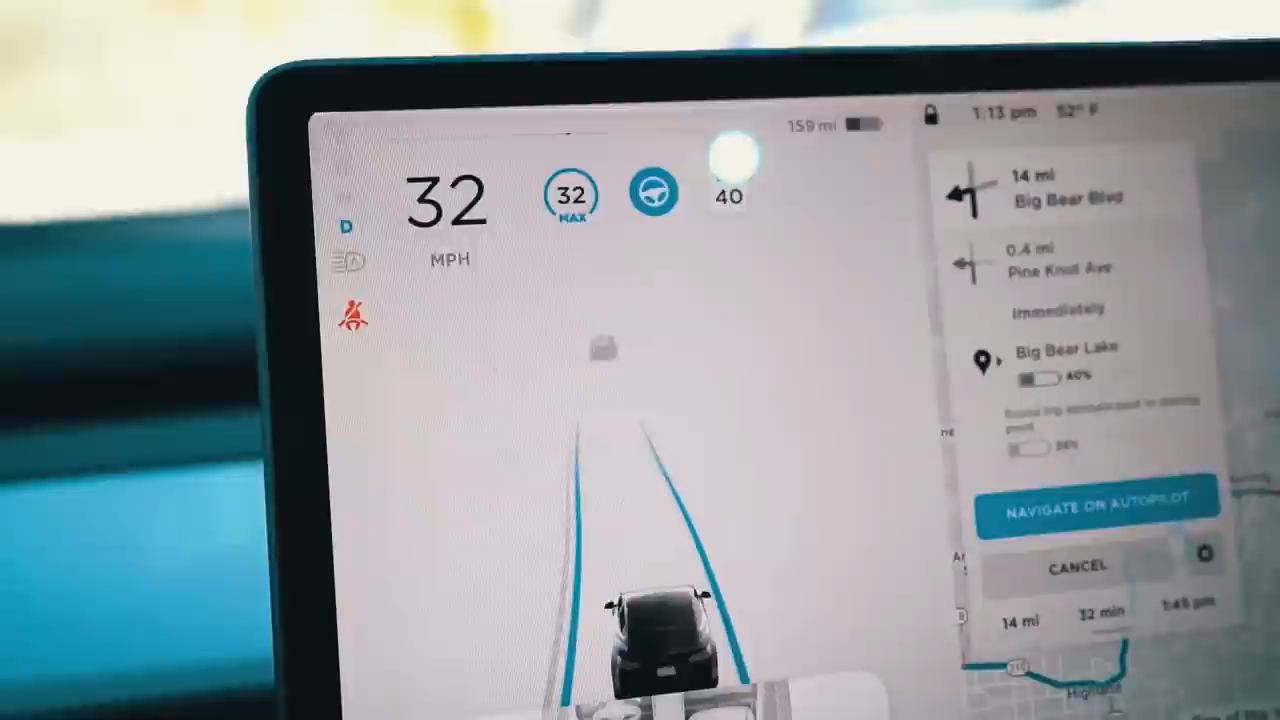 159 mi
1:13 pm 52° F
D
32
MPH
32
MAX
40
14 mi
Big Bear Blvd
0.4 mi
Pine Knot Ave
Immediately
Big Bear Lake
40%
NAVIGATE ON AUTOPILOT
CANCEL
14 mi 32 min 1:45 pm
Highland